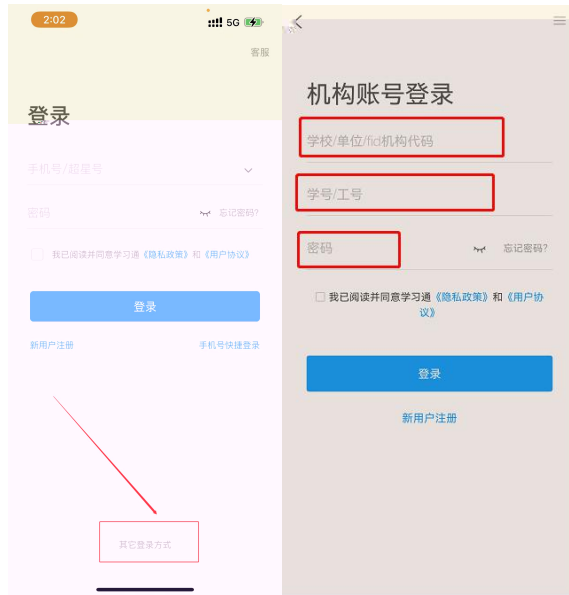 2:02
5G
客服
登录
手机号/超星号
密码
忘记密码?
我已阅读并同意学习通《隐私政策》和《用户协议》
登录
新用户注册
手机号快捷登录
其它登录方式
机构账号登录
学校/单位/fid机构代码
学号/工号
密码
忘记密码?
我已阅读并同意学习通《隐私政策》和《用户协
议》
登录
新用户注册